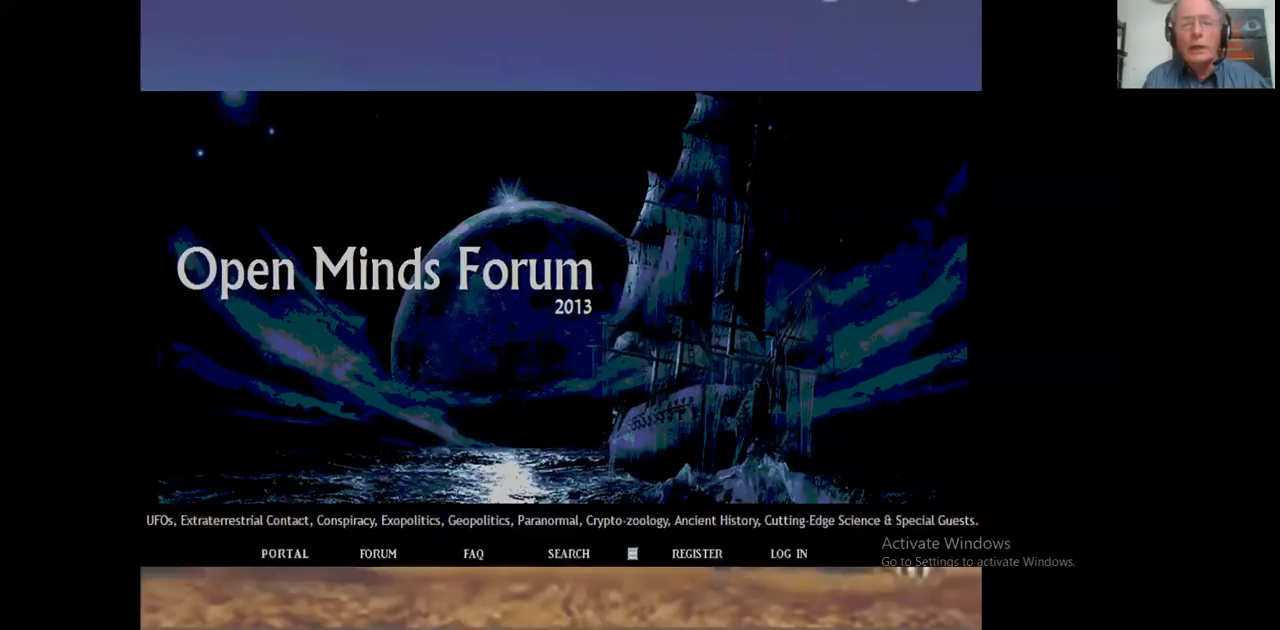 Open Minds Forum
2013
UFOs, Extraterrestrial Contact, Conspiracy, Exopolitics, Geopolitics, Paranormal, Crypto-zoology, Ancient History, Cutting-Edge Science & Special Guests.
PORTAL FORUM FAQ SEARCH REGISTER LOG IN
Activate Windows
Go to Settings to activate Windows.